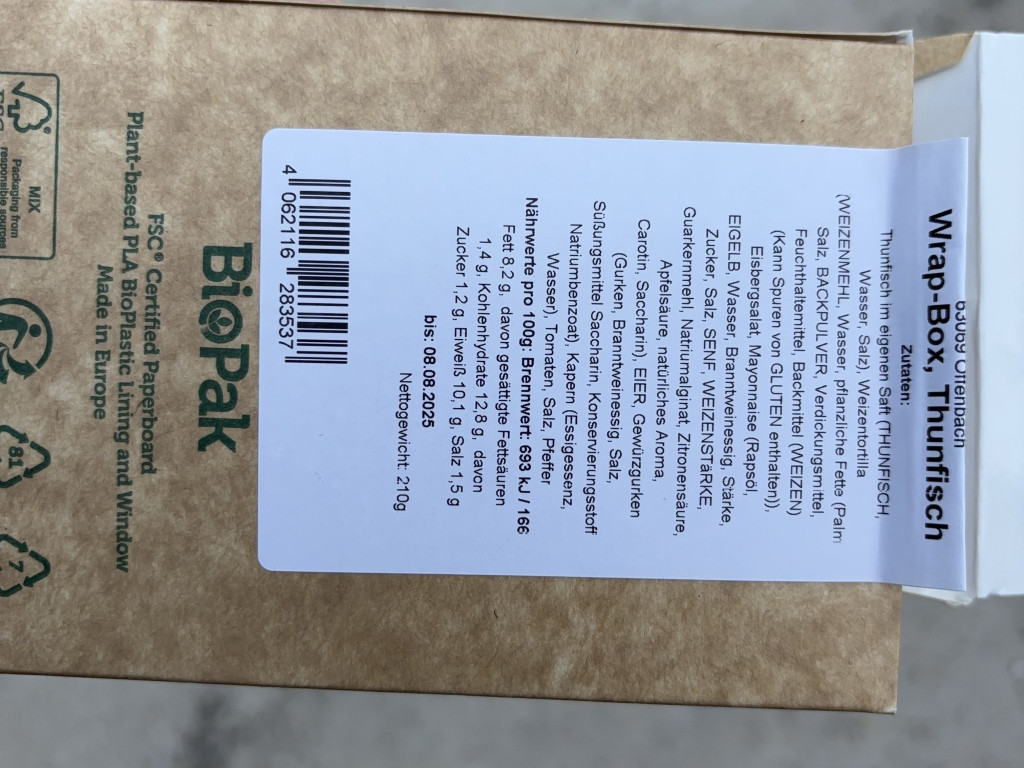 63069 Offenbach
Wrap-Box, Thunfisch
Zutaten:
Thunfisch im eigenen Saft (THUNFISCH,
Wasser, Salz), Weizentortilla
(WEIZENMEHL, Wasser, pflanzliche Fette (Palm
Salz, BACKPULVER, Verdickungsmittel,
Feuchthaltemittel, Backmittel (WEIZEN)
(Kann Spuren von GLUTEN enthalten)),
Eisbergsalat, Mayonnaise (Rapsöl,
EIGELB, Wasser, Branntweinessig, Stärke,
Zucker, Salz, SENF, WEIZENSTÄRKE,
Guarkernmehl, Natriumalginat, Zitronensäure,
Apfelsäure, natürliches Aroma,
Carotin, Saccharin), EIER, Gewürzgurken
(Gurken, Branntweinessig, Salz,
Süßungsmittel Saccharin, Konservierungsstoff
Natriumbenzoat), Kapern (Essigessenz,
Wasser), Tomaten, Salz, Pfeffer
Nährwerte pro 100g: Brennwert: 693 kJ / 166
Fett 8,2 g, davon gesättigte Fettsäuren
1,4 g, Kohlenhydrate 12,8 g, davon
Zucker 1,2 g, Eiweiß 10,1 g, Salz 1,5 g
bis: 08.08.2025
Nettogewicht: 210g
4 062116 283537
BioPak
FSC® Certified Paperboard
Plant-based PLA BioPlastic Lining and Window
Made in Europe
MIX
Packaging from
responsible sources
81
7